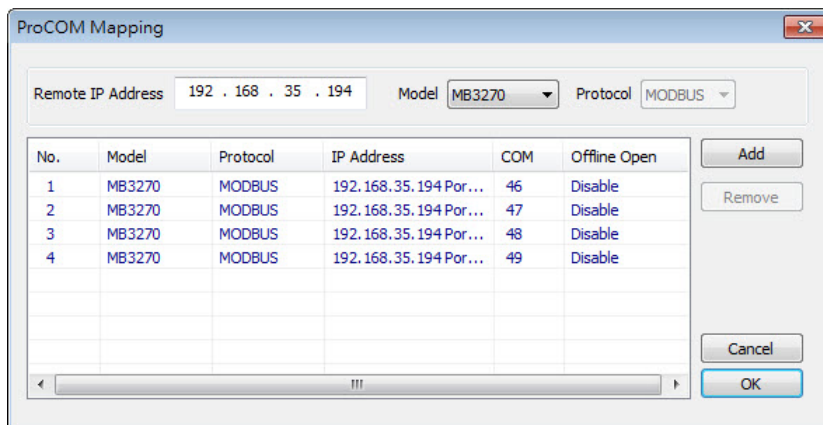 ProCOM Mapping
Remote IP Address 192 . 168 . 35 . 194 Model MB3270 Protocol MODBUS
No. Model Protocol IP Address COM Offline Open Add
1 MB3270 MODBUS 192.168.35.194 Por... 46 Disable
2 MB3270 MODBUS 192.168.35.194 Por... 47 Disable
3 MB3270 MODBUS 192.168.35.194 Por... 48 Disable
4 MB3270 MODBUS 192.168.35.194 Por... 49 Disable
Remove
Cancel
OK